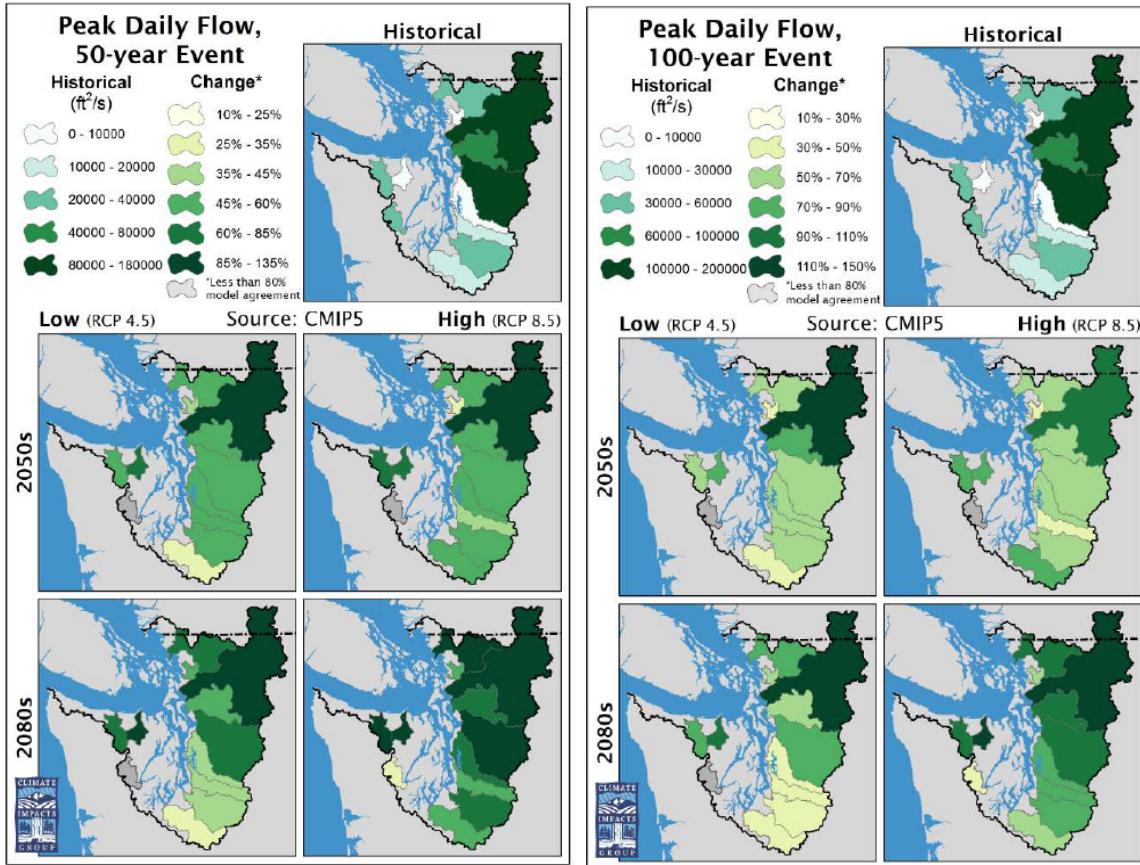 Peak Daily Flow,
50-year Event
Historical
(ft²/s)
0 - 10000
10000 - 20000
20000 - 40000
40000 - 80000
80000 - 180000
Change*
10% - 25%
25% - 35%
35% - 45%
45% - 60%
60% - 85%
85% - 135%
*Less than 80%
model agreement
Historical
Low (RCP 4.5)
Source: CMIP5
High (RCP 8.5)
2050s
2080s
CLIMATE
IMPACTS
GROUP
Peak Daily Flow,
100-year Event
Historical
(ft²/s)
0 - 10000
10000 - 30000
30000 - 60000
60000 - 100000
100000 - 200000
Change*
10% - 30%
30% - 50%
50% - 70%
70% - 90%
90% - 110%
110% - 150%
*Less than 80%
model agreement
Historical
Low (RCP 4.5)
Source: CMIP5
High (RCP 8.5)
2050s
2080s
CLIMATE
IMPACTS
GROUP